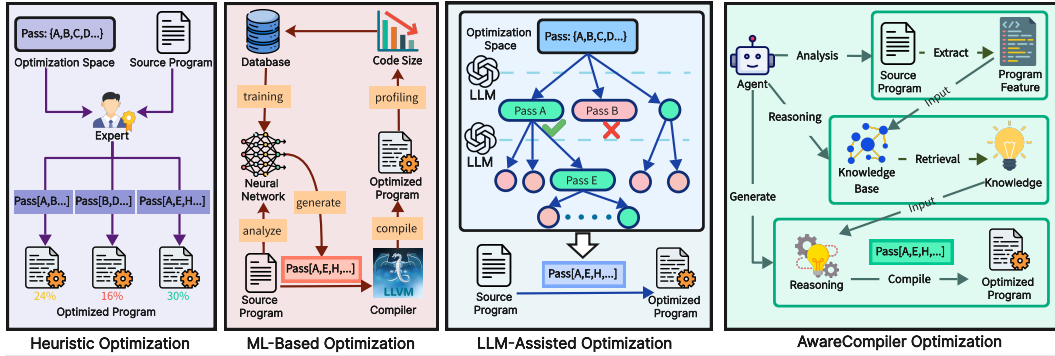 Pass: {A,B,C,D...}
Optimization Space
Source Program
Expert
Pass[A,B...]
Pass[B,D...]
Pass[A,E,H...]
24%
16%
30%
Optimized Program
Heuristic Optimization
Database
Code Size
training
profiling
Neural
Network
generate
Optimized
Program
analyze
compile
Pass[A,E,H,...]
LLVM
Source
Program
Compiler
ML-Based Optimization
Optimization
Space
Pass: {A,B,C,D...}
LLM
Pass A
Pass B
LLM
Pass E
Pass[A,E,H,...]
Source
Program
Optimized
Program
LLM-Assisted Optimization
Agent
Analysis
Source
Program
Extract
Program
Feature
Input
Reasoning
Knowledge
Base
Retrieval
Knowledge
Input
Generate
Reasoning
Pass[A,E,H,...]
Compile
Optimized
Program
AwareCompiler Optimization